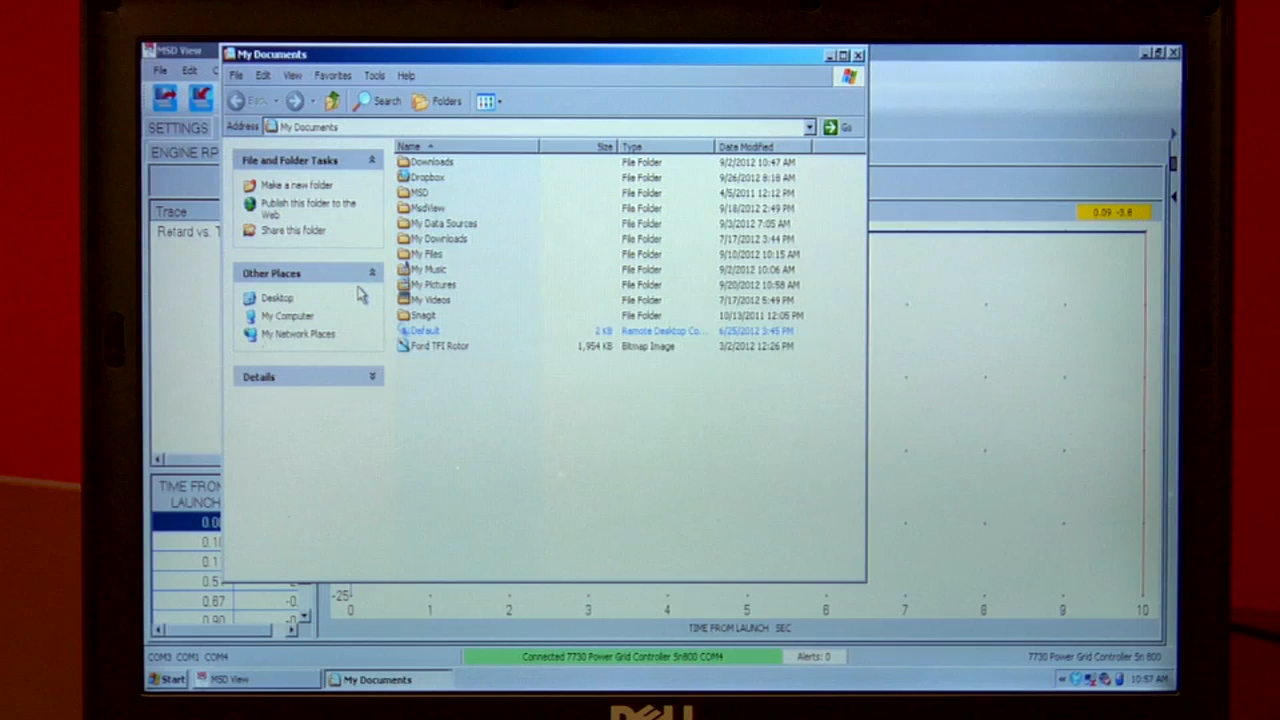 MSD View
My Documents
File Edit
File Edit View Favorites Tools Help
Back Search Folders
SETTINGS
Address My Documents Go
ENGINE RP
Name Size Type Date Modified
File and Folder Tasks
Make a new folder
Publish this folder to the
Web
Share this folder
Other Places
Desktop
My Computer
My Network Places
Details
Downloads File Folder 9/2/2012 10:47 AM
Dropbox File Folder 9/26/2012 8:18 AM
MSD File Folder 4/5/2011 12:12 PM
MsdView File Folder 9/18/2012 2:49 PM
My Data Sources File Folder 9/3/2012 7:05 AM
My Downloads File Folder 7/17/2012 3:44 PM
My Files File Folder 9/10/2012 10:15 AM
My Music File Folder 9/2/2012 10:06 AM
My Pictures File Folder 9/20/2012 10:58 AM
My Videos File Folder 7/17/2012 5:49 PM
Snagit File Folder 10/13/2011 12:05 PM
Default 2 KB Remote Desktop Co... 6/25/2012 3:45 PM
Ford TFI Rotor 1,954 KB Bitmap Image 3/2/2012 12:26 PM
Trace
Retard vs. T
0.09 -3.8
TIME FRO
LAUNCH
0.0
0.1
0.1
0.5
0.67 -0.
0.90 -0.
-25
0 1 2 3 4 5 6 7 8 9 10
TIME FROM LAUNCH SEC
COM3 COM1 COM4 Connected 7730 Power Grid Controller Sn800 COM4 Alerts: 0 7730 Power Grid Controller Sn 800
Start MSD View My Documents 10:57 AM
DELL